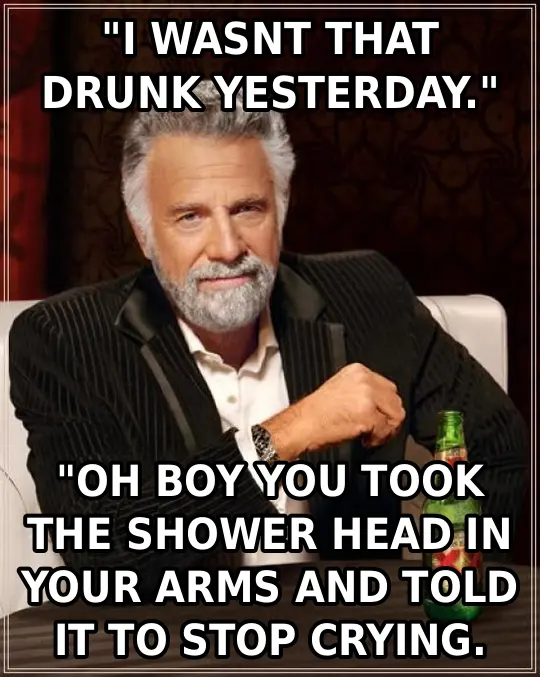 "I WASNT THAT
DRUNK YESTERDAY."
"OH BOY YOU TOOK
THE SHOWER HEAD IN
YOUR ARMS AND TOLD
IT TO STOP CRYING.